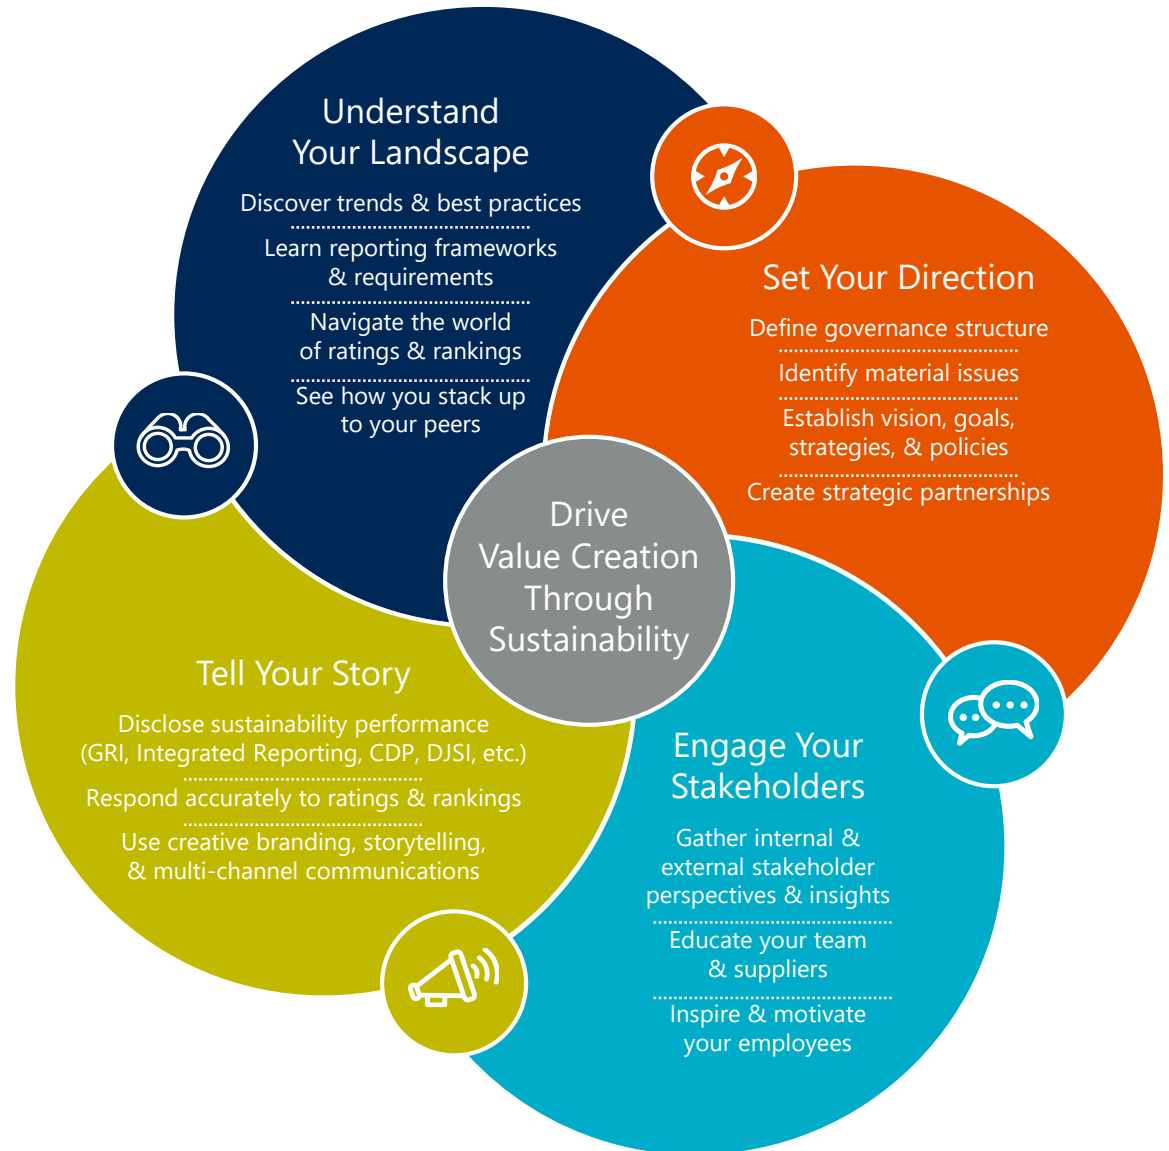 Understand
Your Landscape
Discover trends & best practices
Learn reporting frameworks
& requirements
Navigate the world
of ratings & rankings
See how you stack up
to your peers
Set Your Direction
Define governance structure
Identify material issues
Establish vision, goals,
strategies, & policies
Create strategic partnerships
Drive
Value Creation
Through
Sustainability
Tell Your Story
Disclose sustainability performance
(GRI, Integrated Reporting, CDP, DJSI, etc.)
Respond accurately to ratings & rankings
Use creative branding, storytelling,
& multi-channel communications
Engage Your
Stakeholders
Gather internal &
external stakeholder
perspectives & insights
Educate your team
& suppliers
Inspire & motivate
your employees